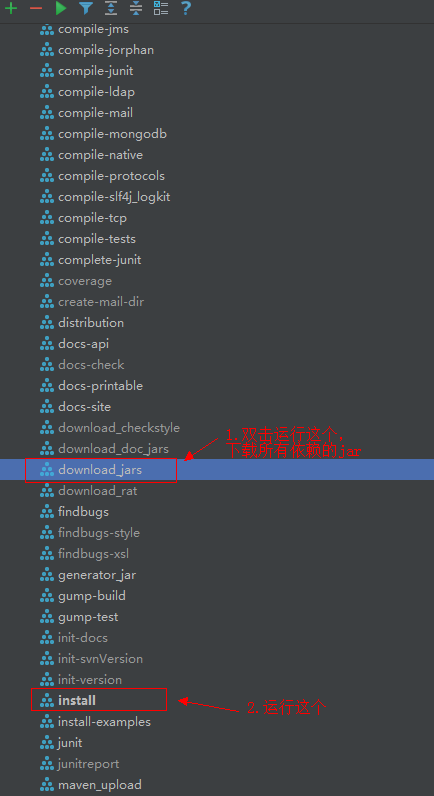 compile-jms
compile-jorphan
compile-junit
compile-ldap
compile-mail
compile-mongodb
compile-native
compile-protocols
compile-slf4j_logkit
compile-tcp
compile-tests
complete-junit
coverage
create-mail-dir
distribution
docs-api
docs-check
docs-printable
docs-site
download_checkstyle
1.双击运行这个,
download_doc_jars
下载所有依赖的jar
download_jars
download_rat
findbugs
findbugs-style
findbugs-xsl
generator_jar
gump-build
gump-test
init-docs
init-svnVersion
init-version
install
2.运行这个
install-examples
junit
junitreport
maven_upload